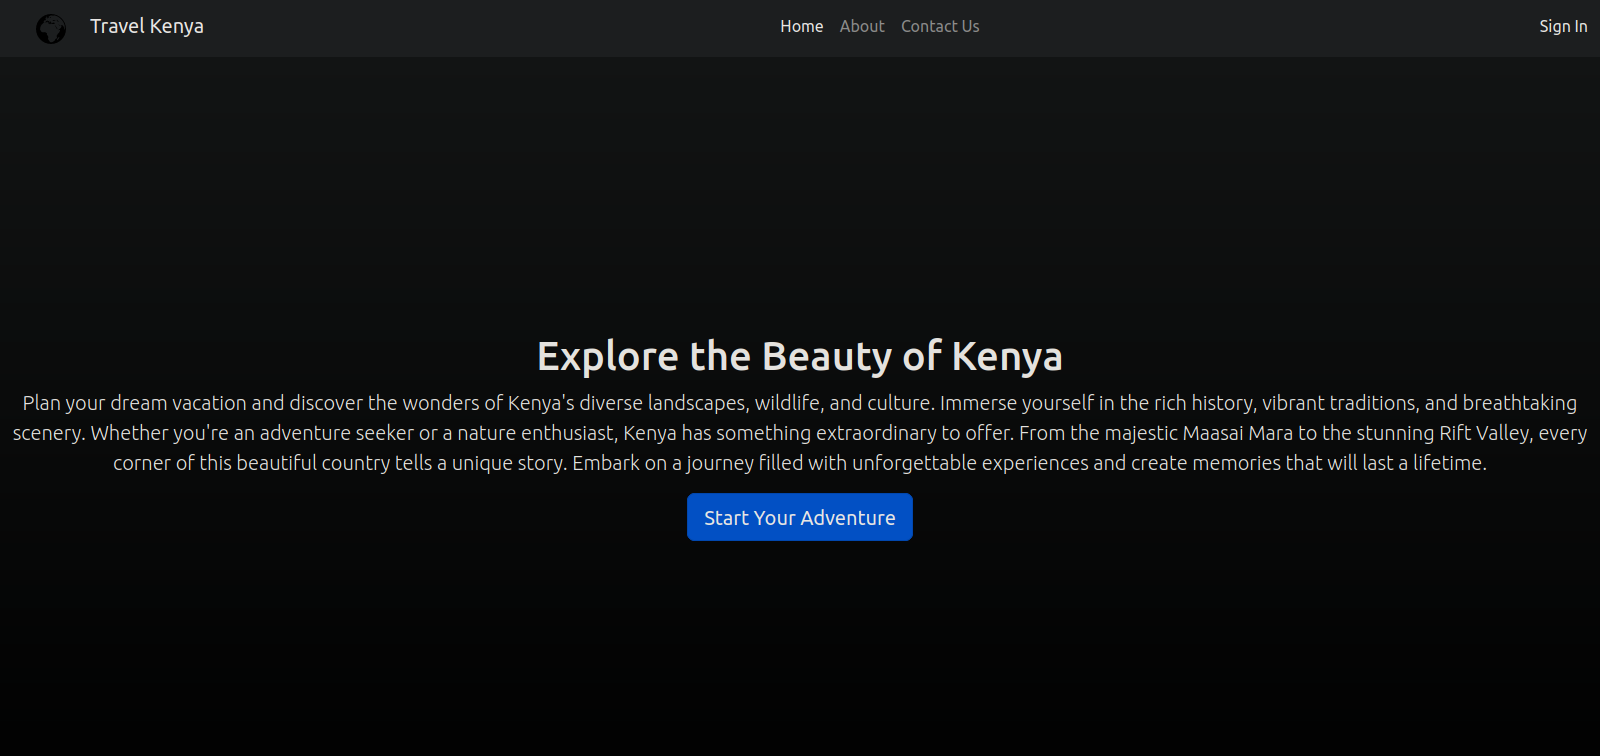 Travel Kenya
Home About Contact Us
Sign In
Explore the Beauty of Kenya
Plan your dream vacation and discover the wonders of Kenya's diverse landscapes, wildlife, and culture. Immerse yourself in the rich history, vibrant traditions, and breathtaking
scenery. Whether you're an adventure seeker or a nature enthusiast, Kenya has something extraordinary to offer. From the majestic Maasai Mara to the stunning Rift Valley, every
corner of this beautiful country tells a unique story. Embark on a journey filled with unforgettable experiences and create memories that will last a lifetime.
Start Your Adventure